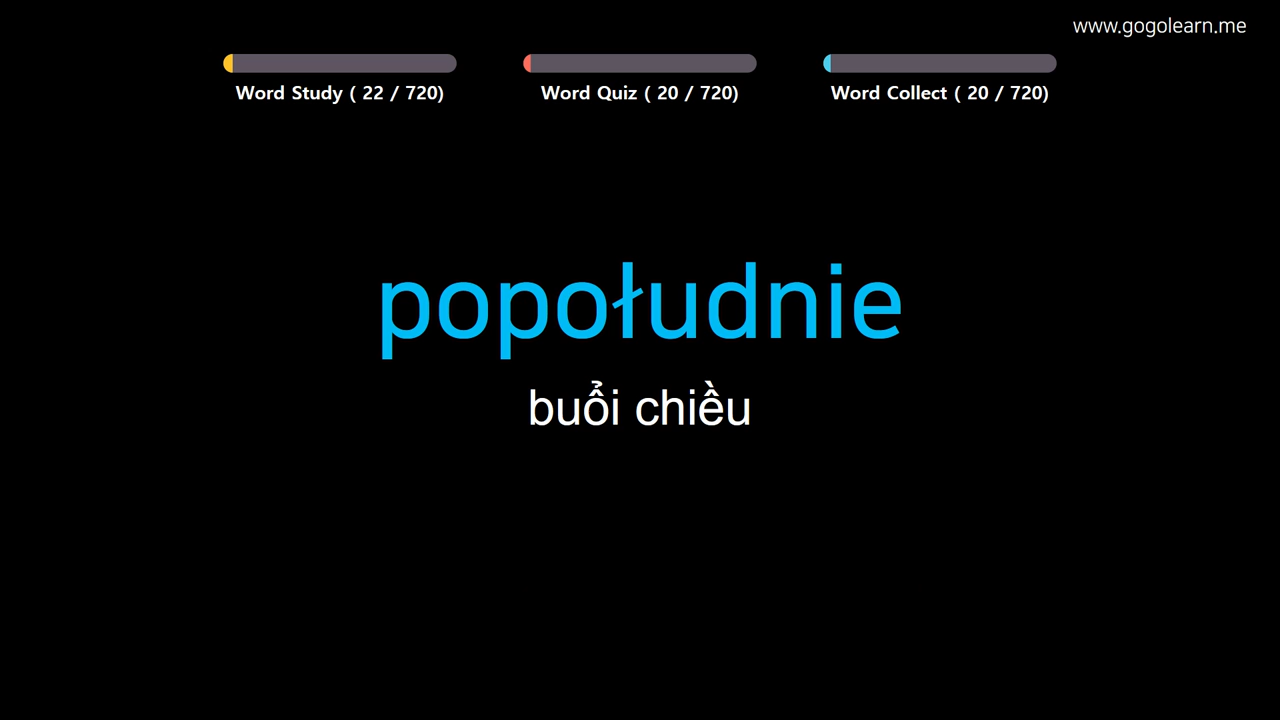 www.gogolearn.me
Word Study ( 22 / 720)
Word Quiz ( 20 / 720)
Word Collect ( 20 / 720)
popołudnie
buổi chiều